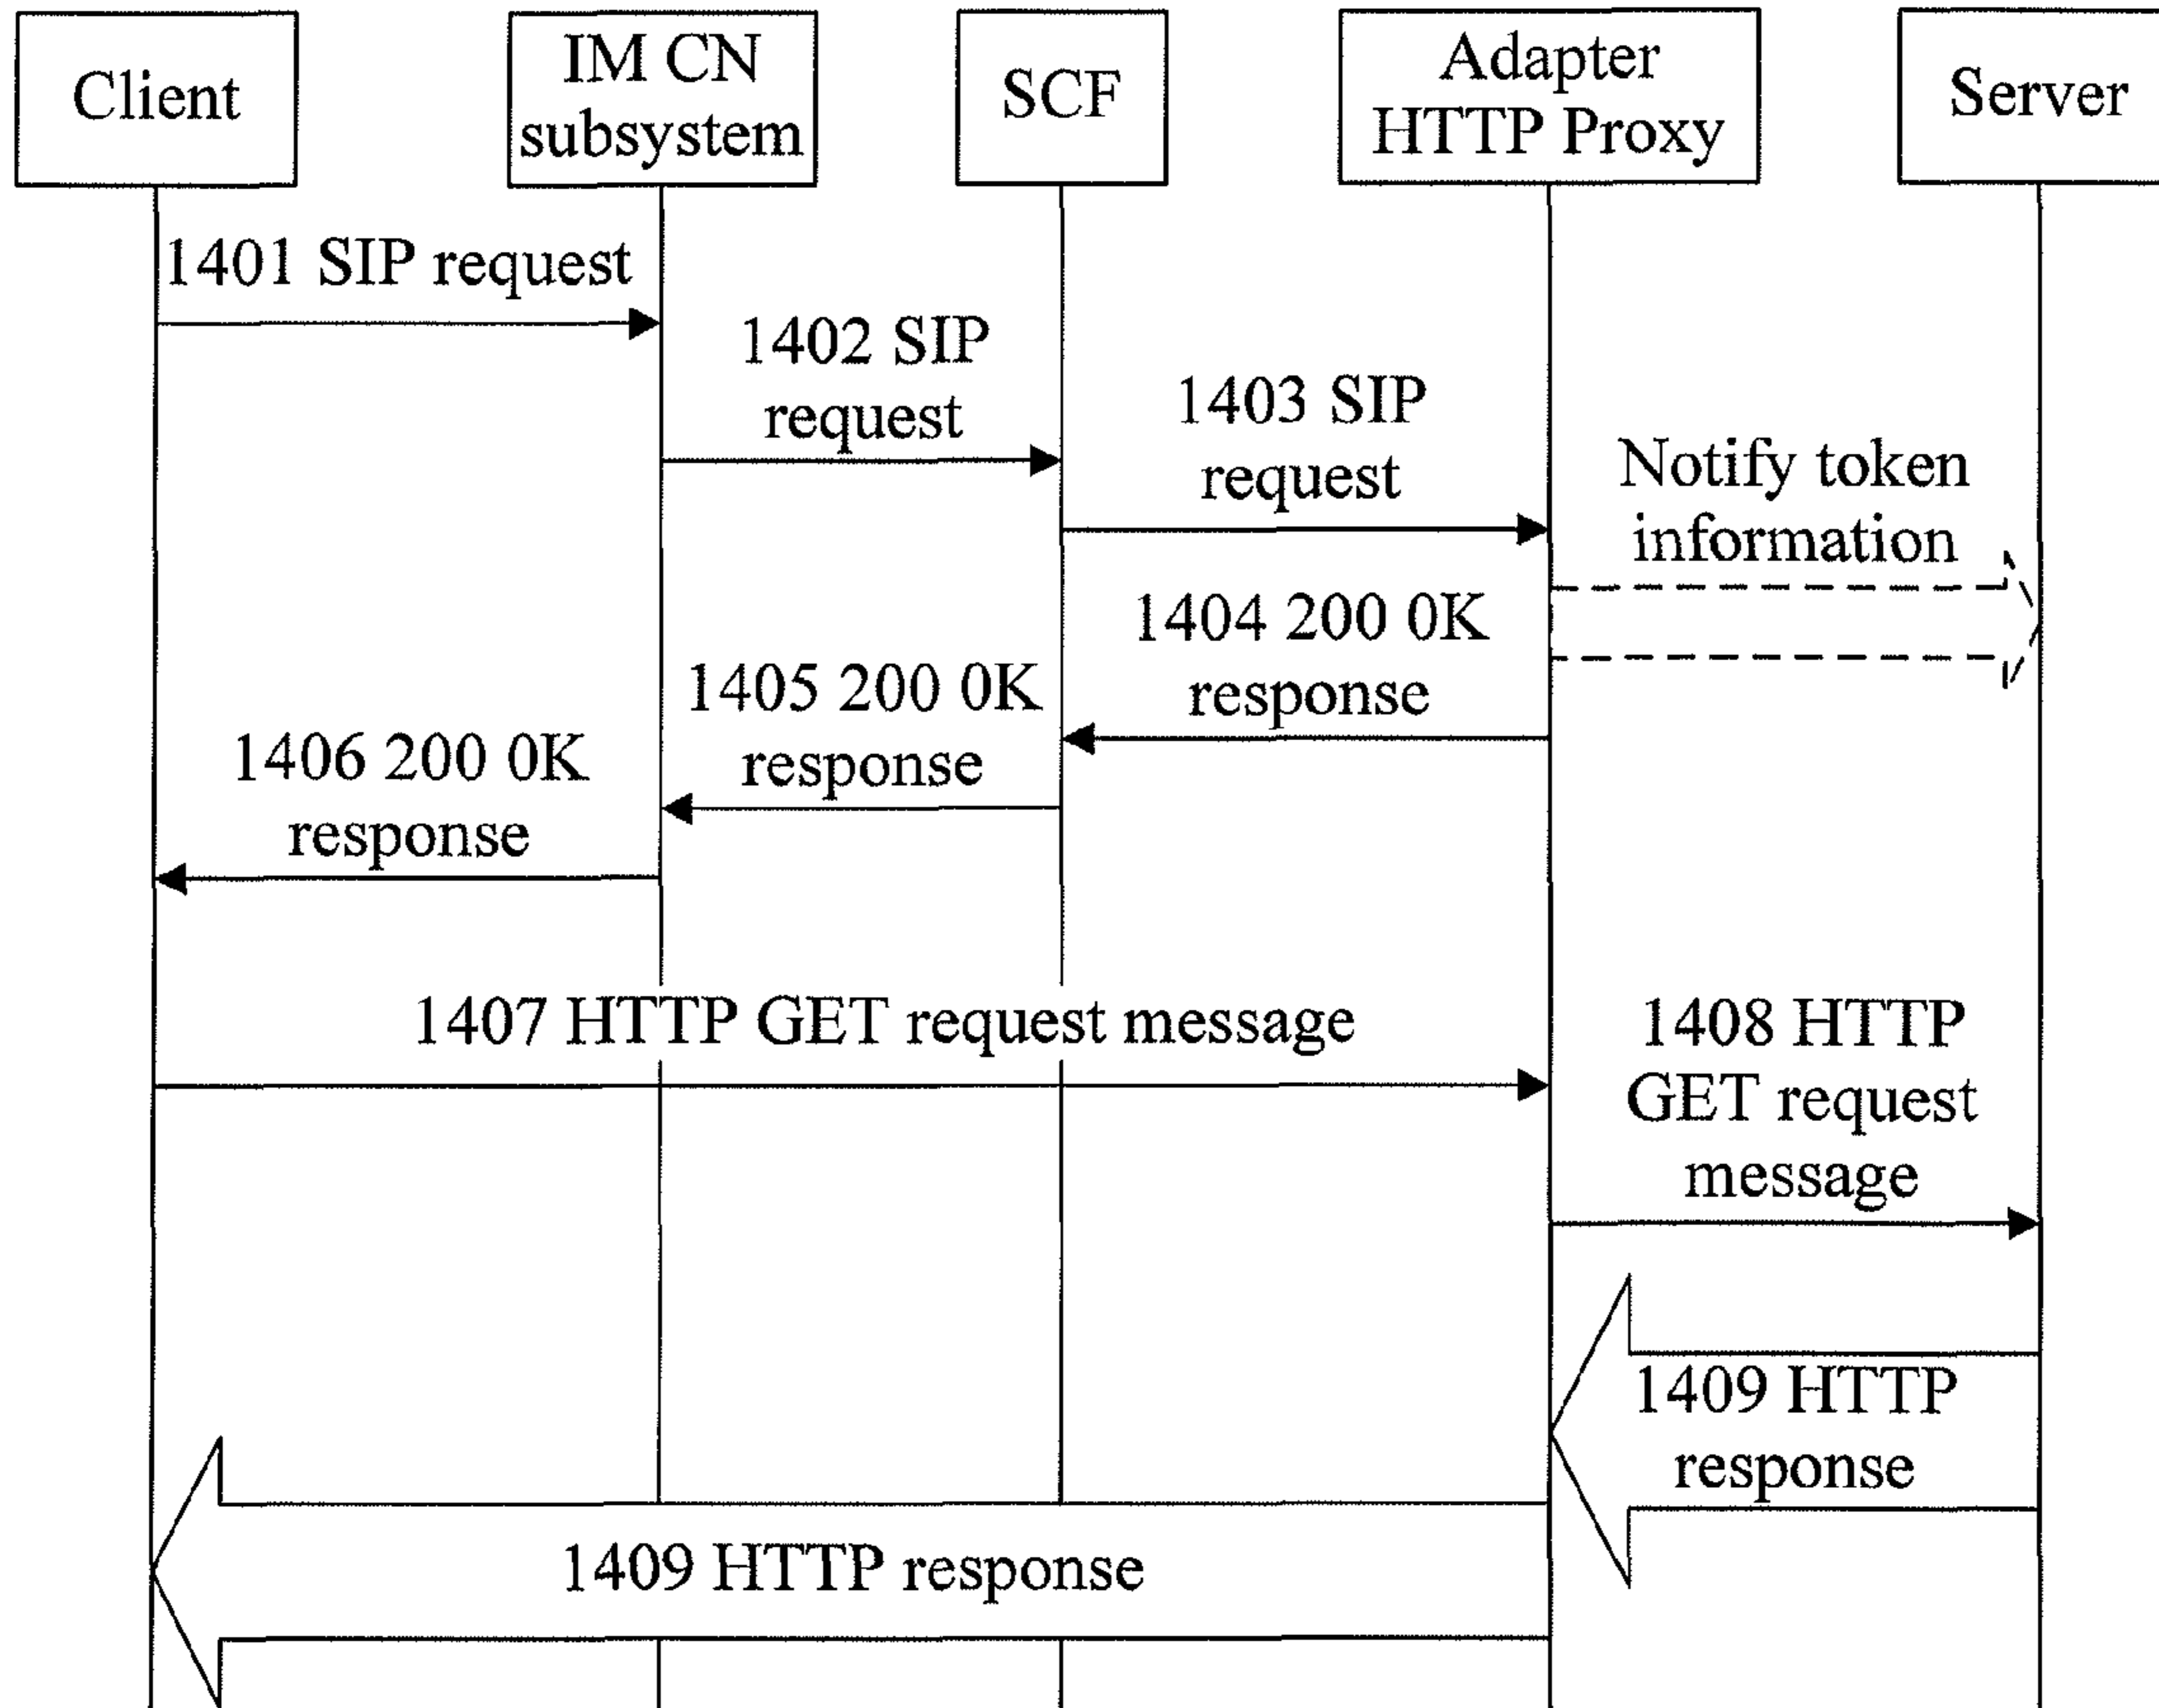 Client
IM CN
subsystem
SCF
Adapter
HTTP Proxy
Server
1401 SIP request
1402 SIP
request
1403 SIP
request
Notify token
information
1404 200 0K
response
1405 200 0K
response
1406 200 0K
response
1407 HTTP GET request message
1408 HTTP
GET request
message
1409 HTTP
response
1409 HTTP response